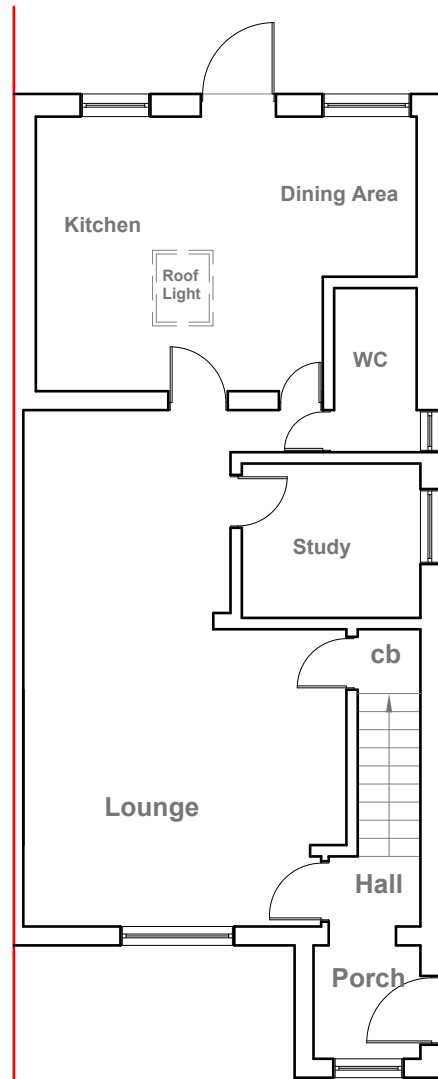 Dining Area
Kitchen
Roof
Light
WC
Study
cb
Lounge
Hall
Porch